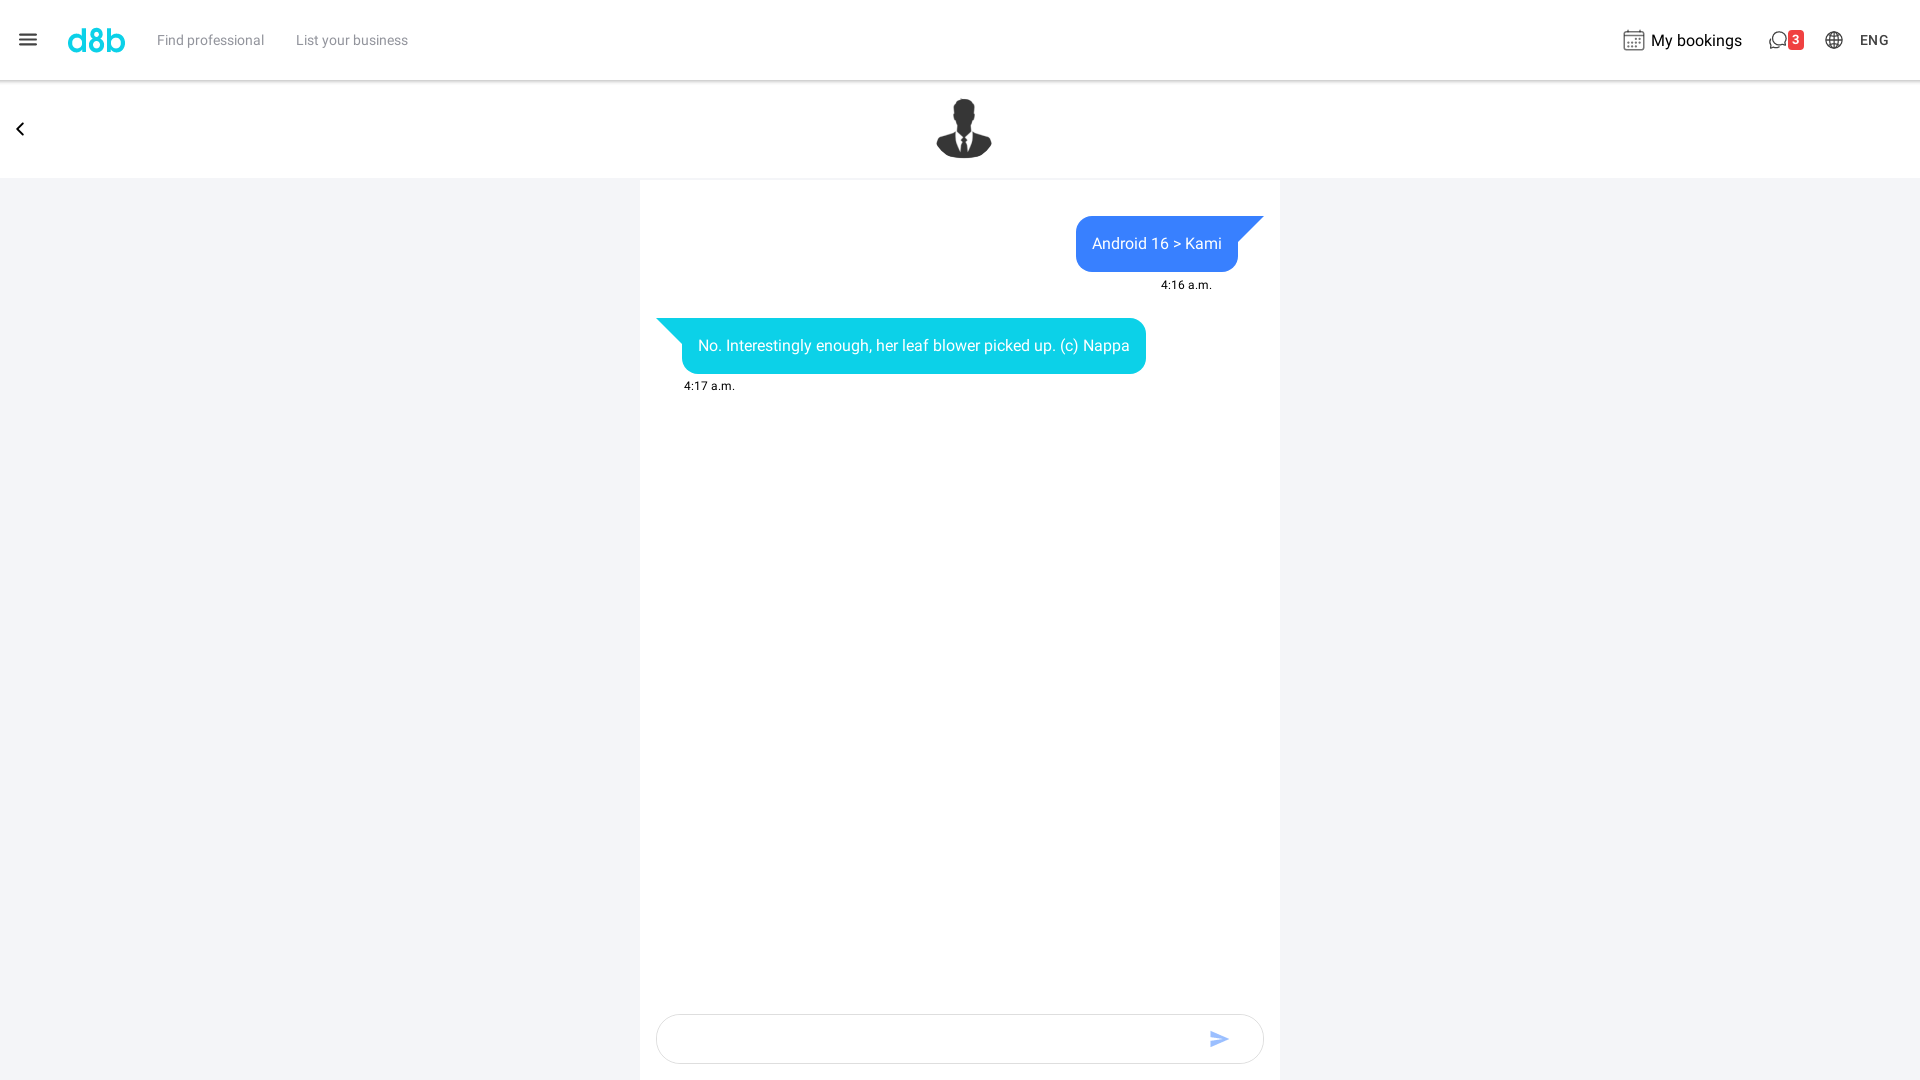 d8b
Find professional
List your business
My bookings
3
ENG
Android 16 > Kami
4:16 a.m.
No. Interestingly enough, her leaf blower picked up. (c) Nappa
4:17 a.m.